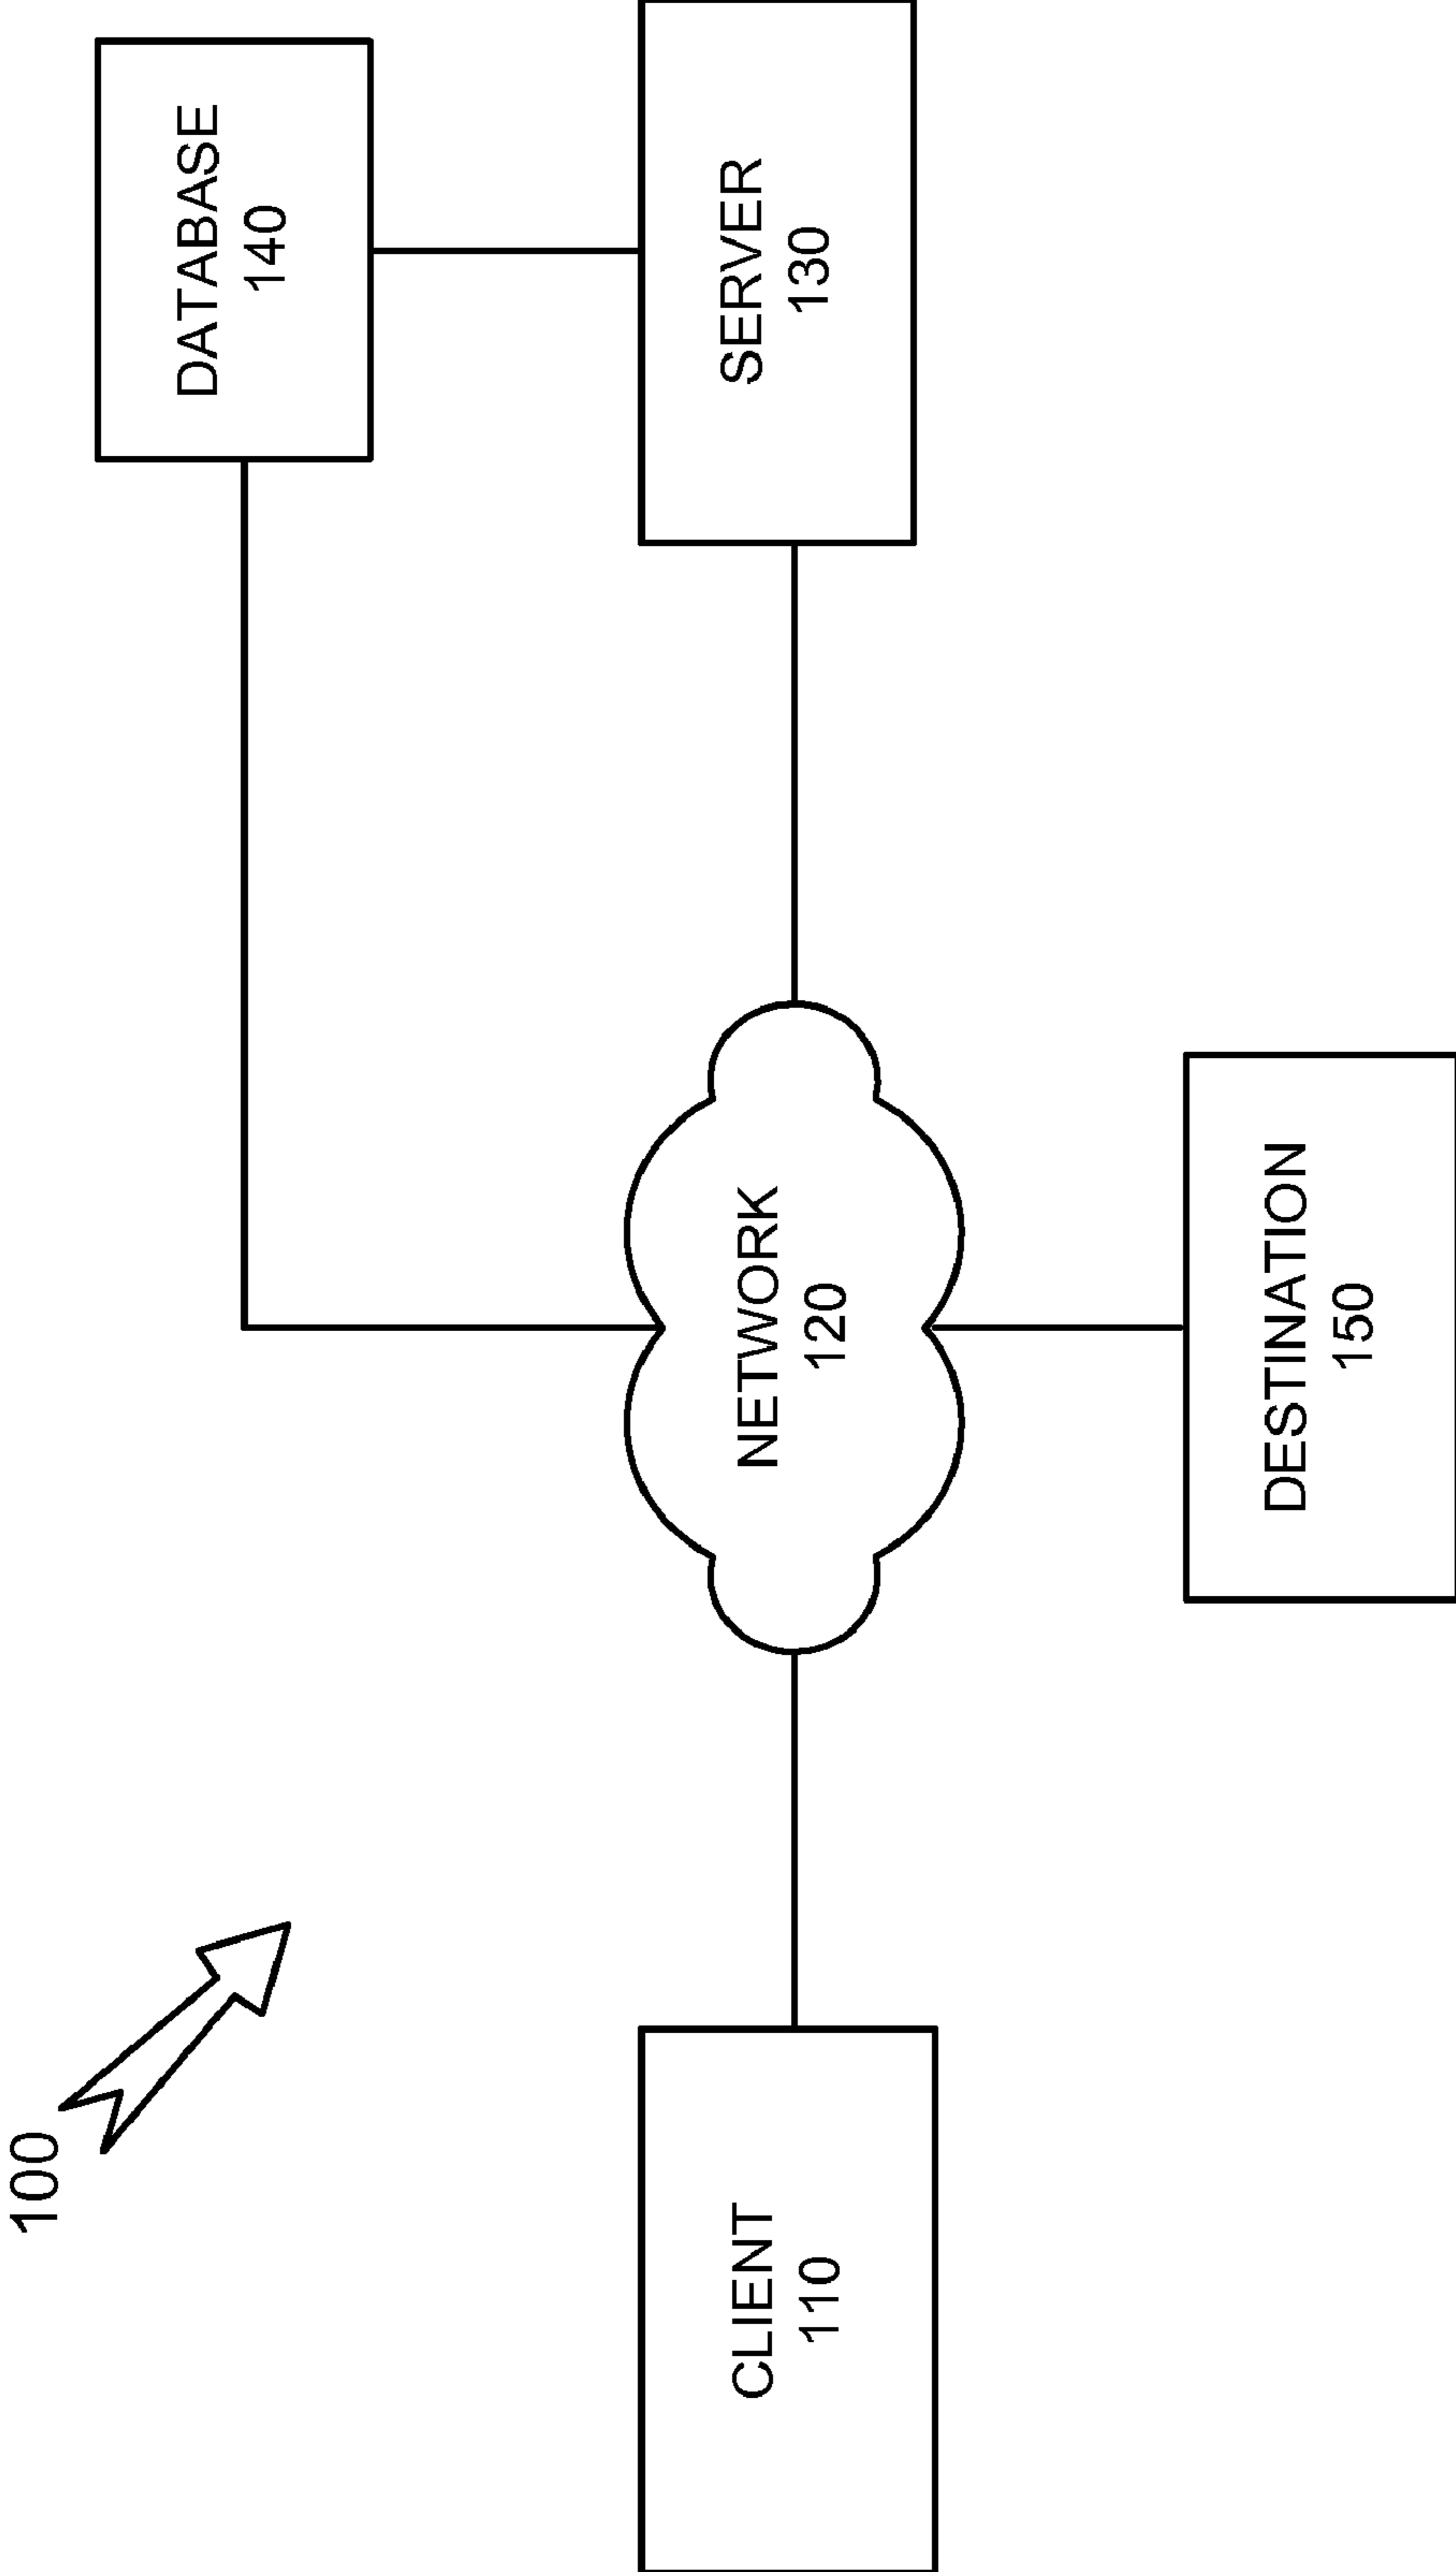 100
DATABASE
140
CLIENT
110
NETWORK
120
SERVER
130
DESTINATION
150